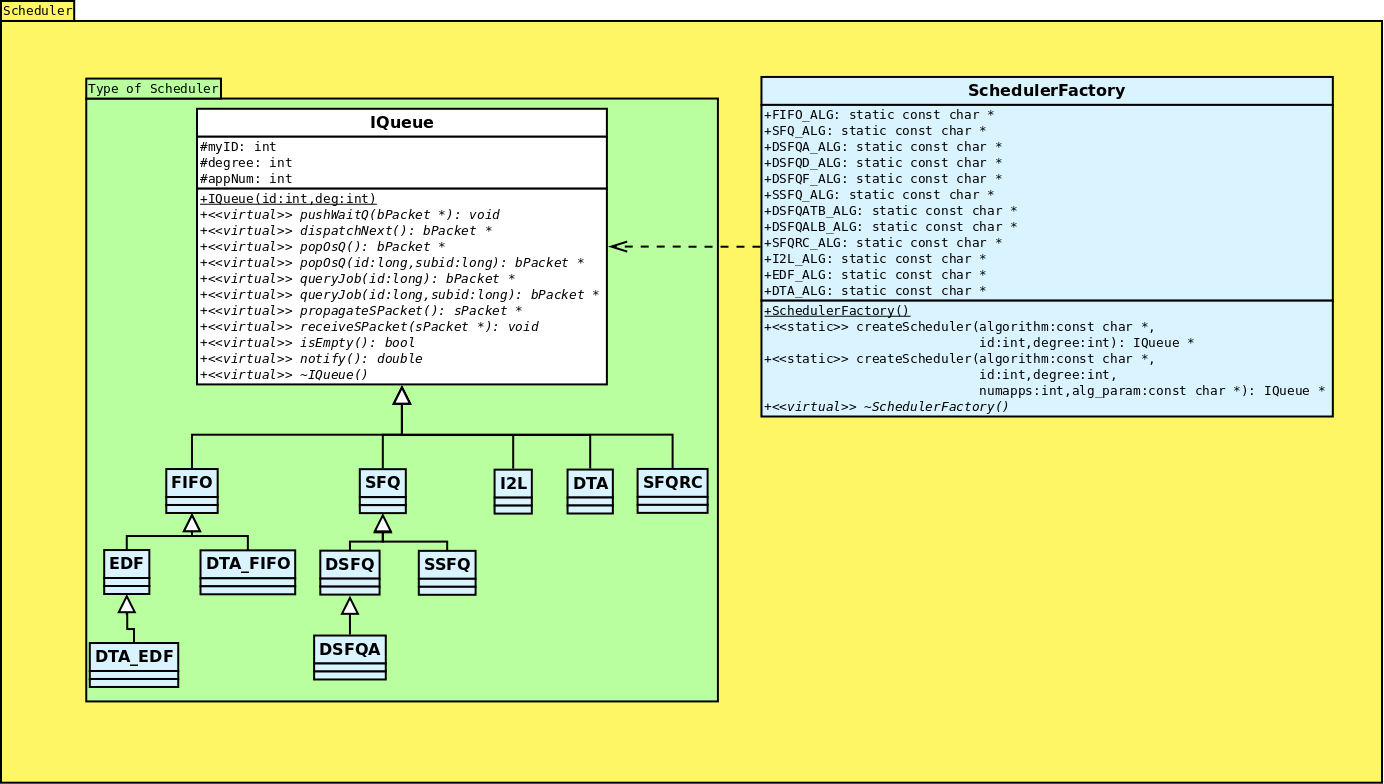 Scheduler
Type of Scheduler
IQueue
#myID: int
#degree: int
#appNum: int
+IQueue(id:int,deg:int)
+<<virtual>> pushWaitQ(bPacket *): void
+<<virtual>> dispatchNext(): bPacket *
+<<virtual>> popOsQ(): bPacket *
+<<virtual>> popOsQ(id:long,subid:long): bPacket *
+<<virtual>> queryJob(id:long): bPacket *
+<<virtual>> queryJob(id:long,subid:long): bPacket *
+<<virtual>> propagateSPacket(): sPacket *
+<<virtual>> receiveSPacket(sPacket *): void
+<<virtual>> isEmpty(): bool
+<<virtual>> notify(): double
+<<virtual>> ~IQueue()
SchedulerFactory
+FIFO_ALG: static const char *
+SFQ_ALG: static const char *
+DSFQA_ALG: static const char *
+DSFQD_ALG: static const char *
+DSFQF_ALG: static const char *
+SSFQ_ALG: static const char *
+DSFQATB_ALG: static const char *
+DSFQALB_ALG: static const char *
+SFQRC_ALG: static const char *
+I2L_ALG: static const char *
+EDF_ALG: static const char *
+DTA_ALG: static const char *
+SchedulerFactory()
+<<static>> createScheduler(algorithm:const char *,
id:int,degree:int): IQueue *
+<<static>> createScheduler(algorithm:const char *,
id:int,degree:int,
numapps:int,alg_param:const char *): IQueue *
+<<virtual>> ~SchedulerFactory()
FIFO
SFQ
I2L
DTA
SFQRC
EDF
DTA_FIFO
DSFQ
SSFQ
DTA_EDF
DSFQA